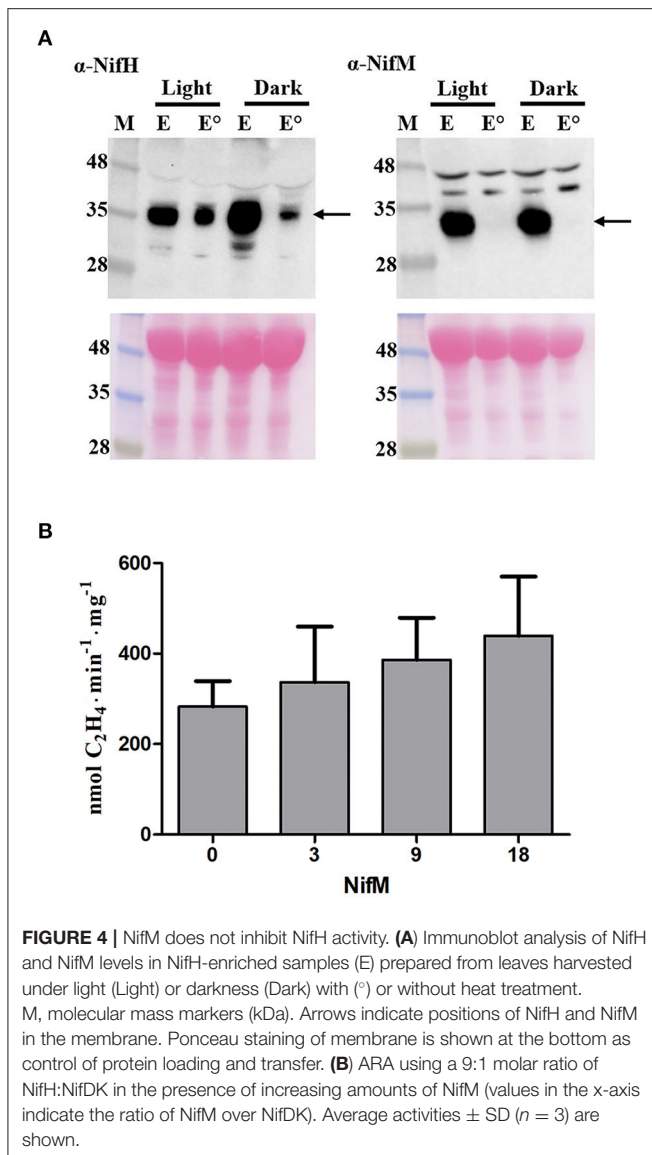 A
α-NifH
Light Dark
M E E° E E°
48
35
28
48
35
28
α-NifM
Light Dark
M E E° E E°
48
35
28
48
35
28
B
nmol C₂H₄ · min⁻¹ · mg⁻¹
600
400
200
0
0 3 9 18
NifM
FIGURE 4 | NifM does not inhibit NifH activity. (A) Immunoblot analysis of NifH
and NifM levels in NifH-enriched samples (E) prepared from leaves harvested
under light (Light) or darkness (Dark) with (°) or without heat treatment.
M, molecular mass markers (kDa). Arrows indicate positions of NifH and NifM
in the membrane. Ponceau staining of membrane is shown at the bottom as
control of protein loading and transfer. (B) ARA using a 9:1 molar ratio of
NifH:NifDK in the presence of increasing amounts of NifM (values in the x-axis
indicate the ratio of NifM over NifDK). Average activities ± SD (n = 3) are
shown.